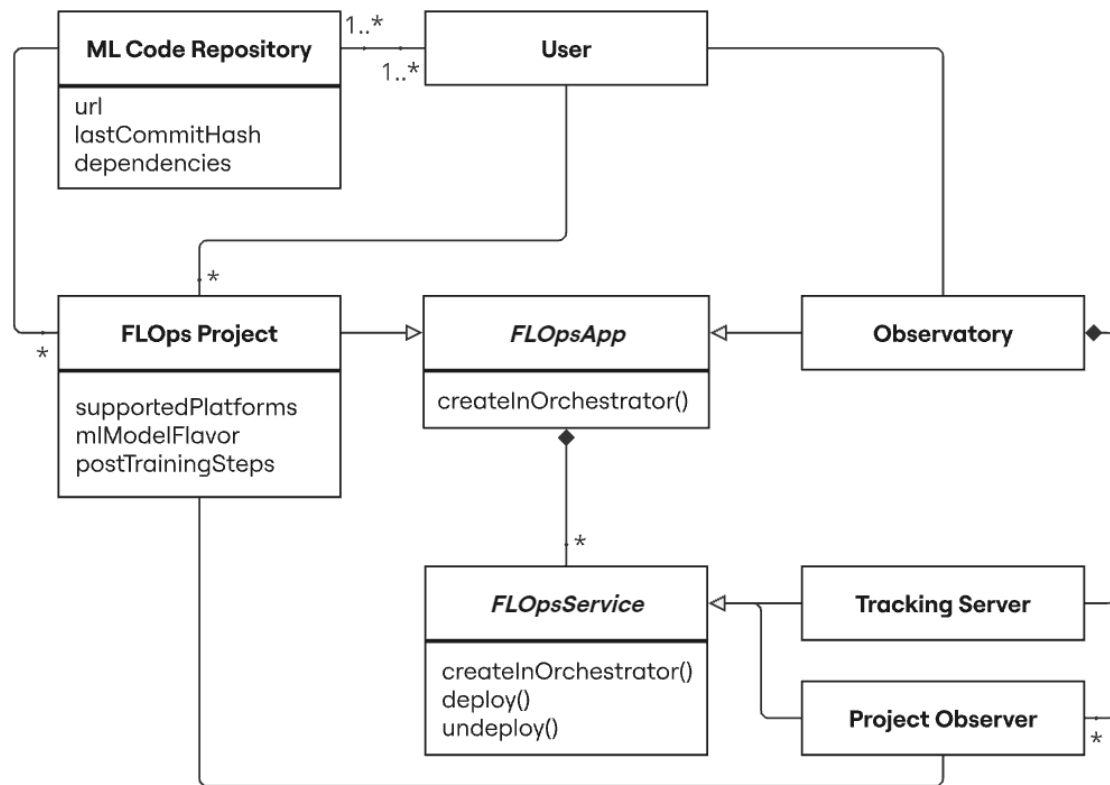 ML Code Repository
url
lastCommitHash
dependencies
1..*
1..*
User
*
*
FLOps Project
supportedPlatforms
mlModelFlavor
postTrainingSteps
FLOpsApp
createInOrchestrator()
Observatory
*
FLOpsService
createInOrchestrator()
deploy()
undeploy()
Tracking Server
Project Observer
*